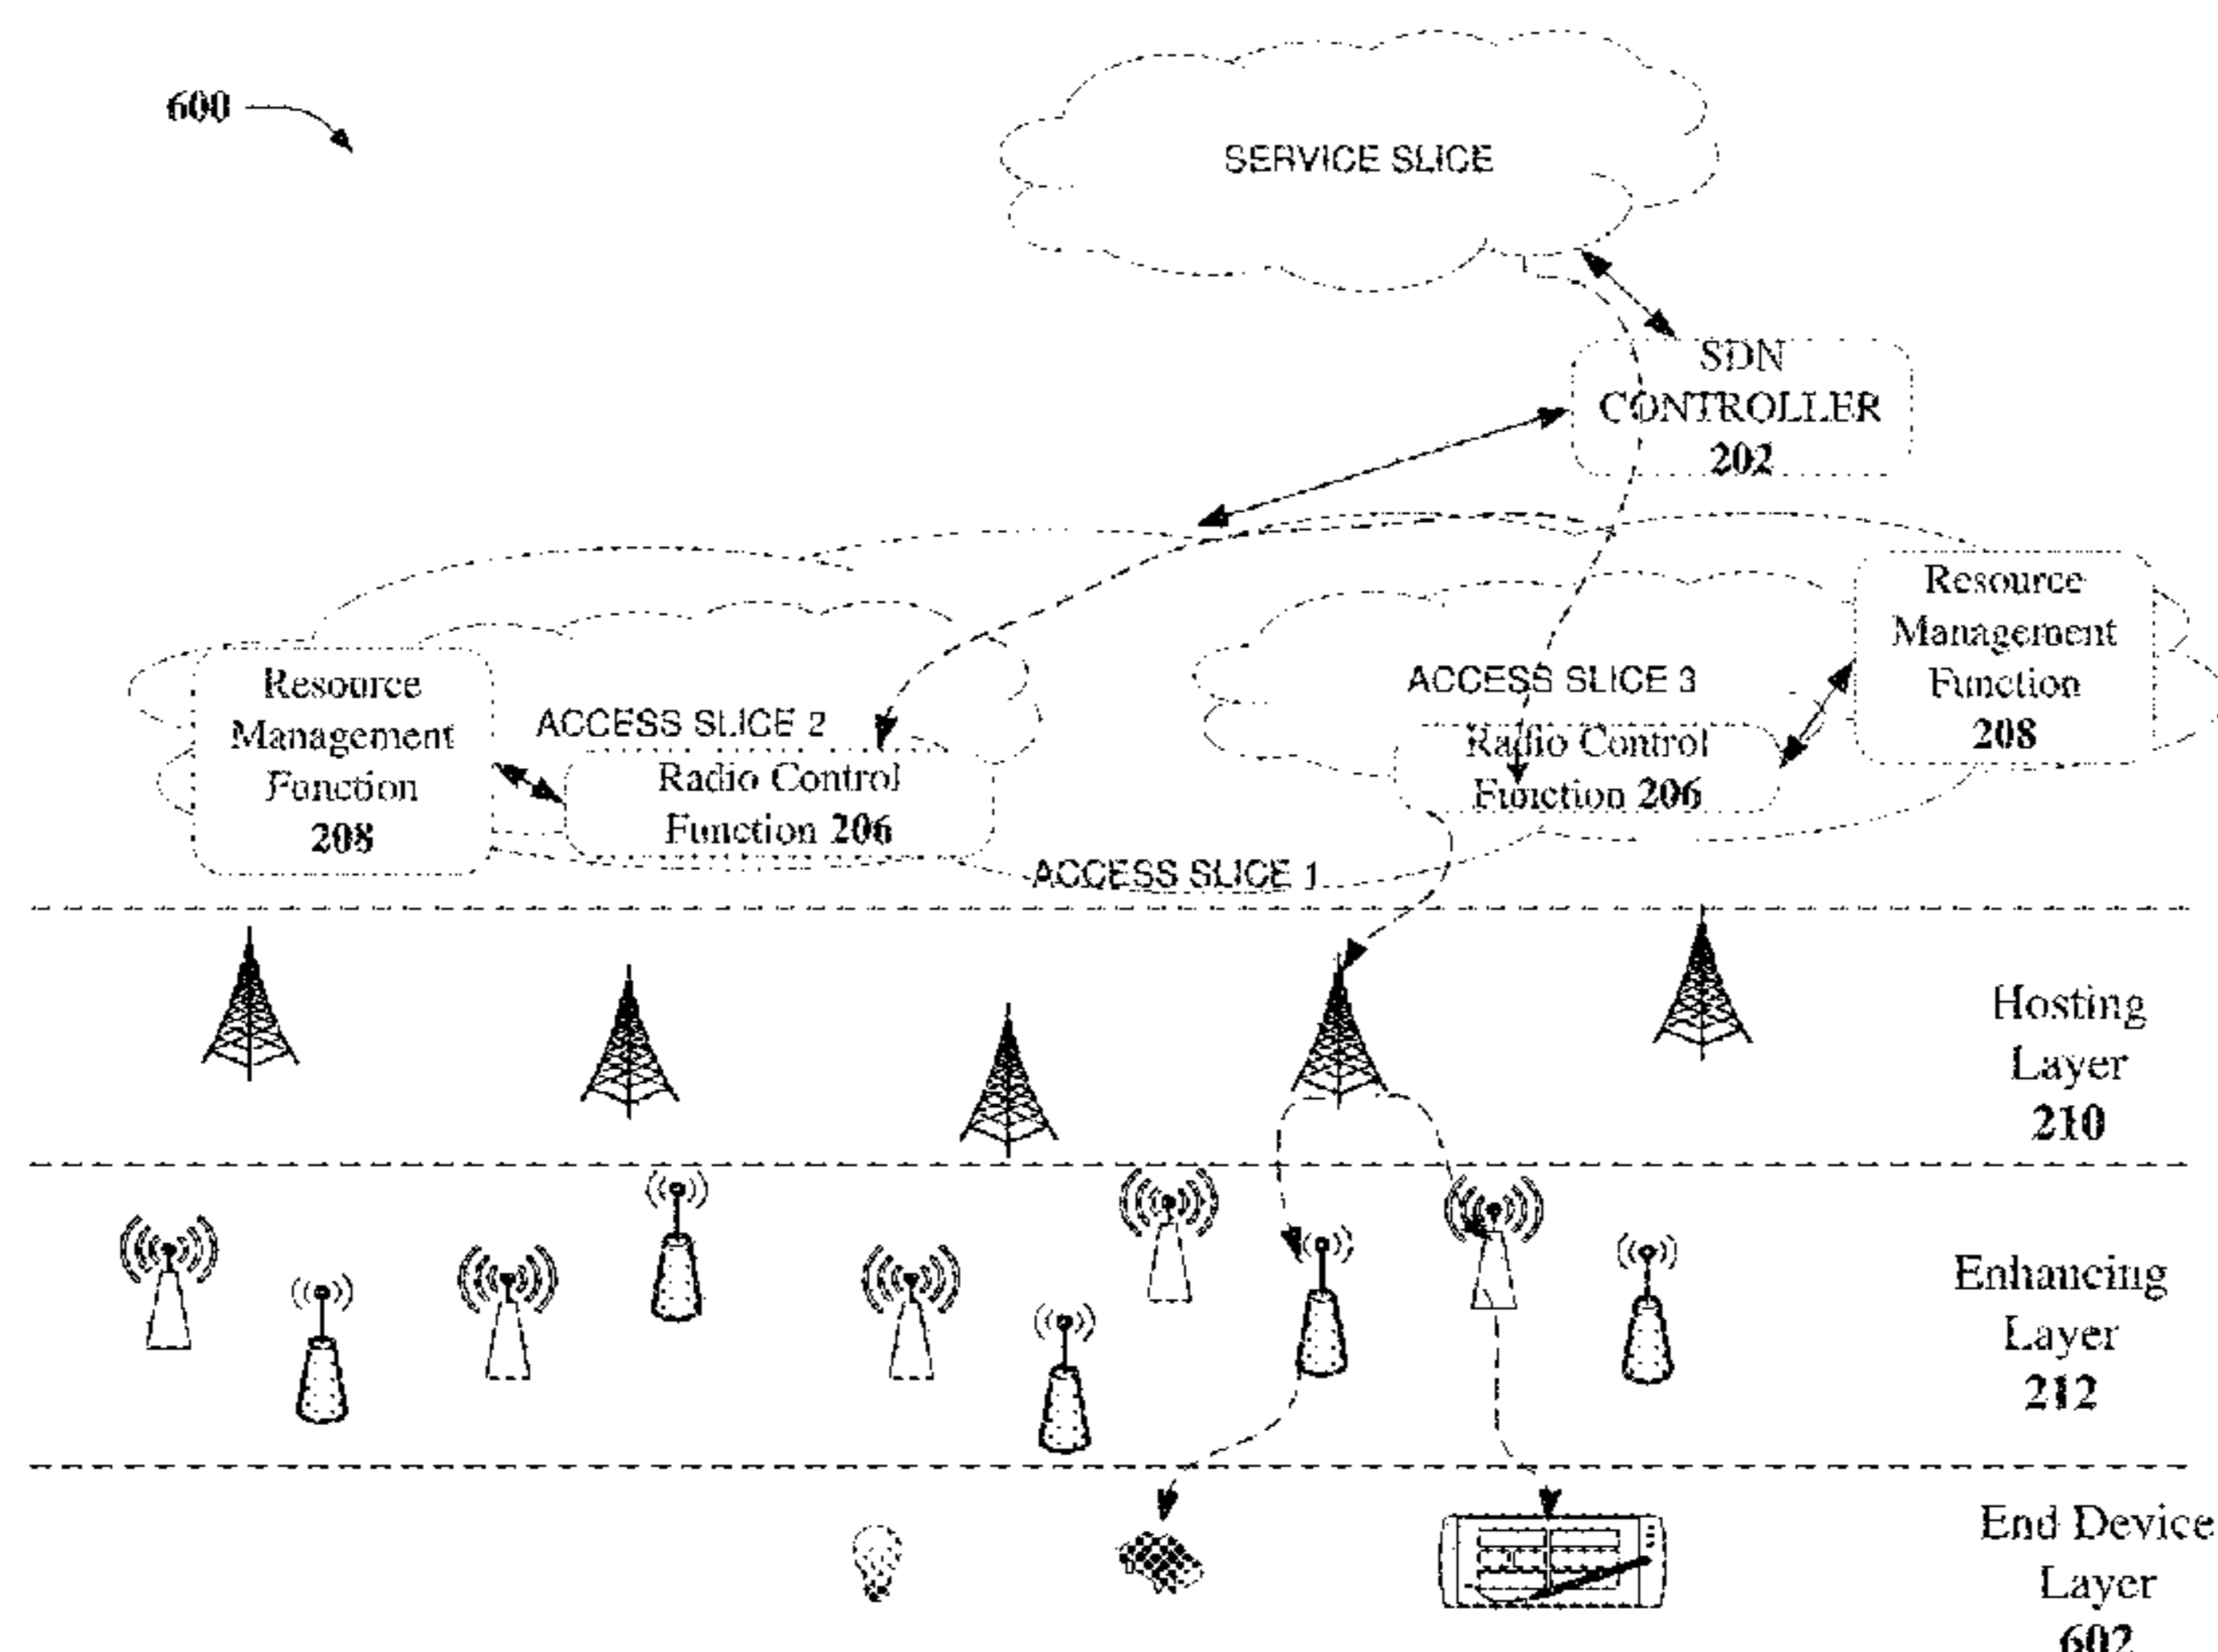 600
SERVICE SLICE
SDN
CONTROLLER
202
Resource
Management
Function
208
ACCESS SLICE 2
Radio Control
Function 206
ACCESS SLICE 3
Radio Control
Function 206
Resource
Management
Function
208
ACCESS SLICE 1
Hosting
Layer
210
Enhancing
Layer
212
End Device
Layer
602